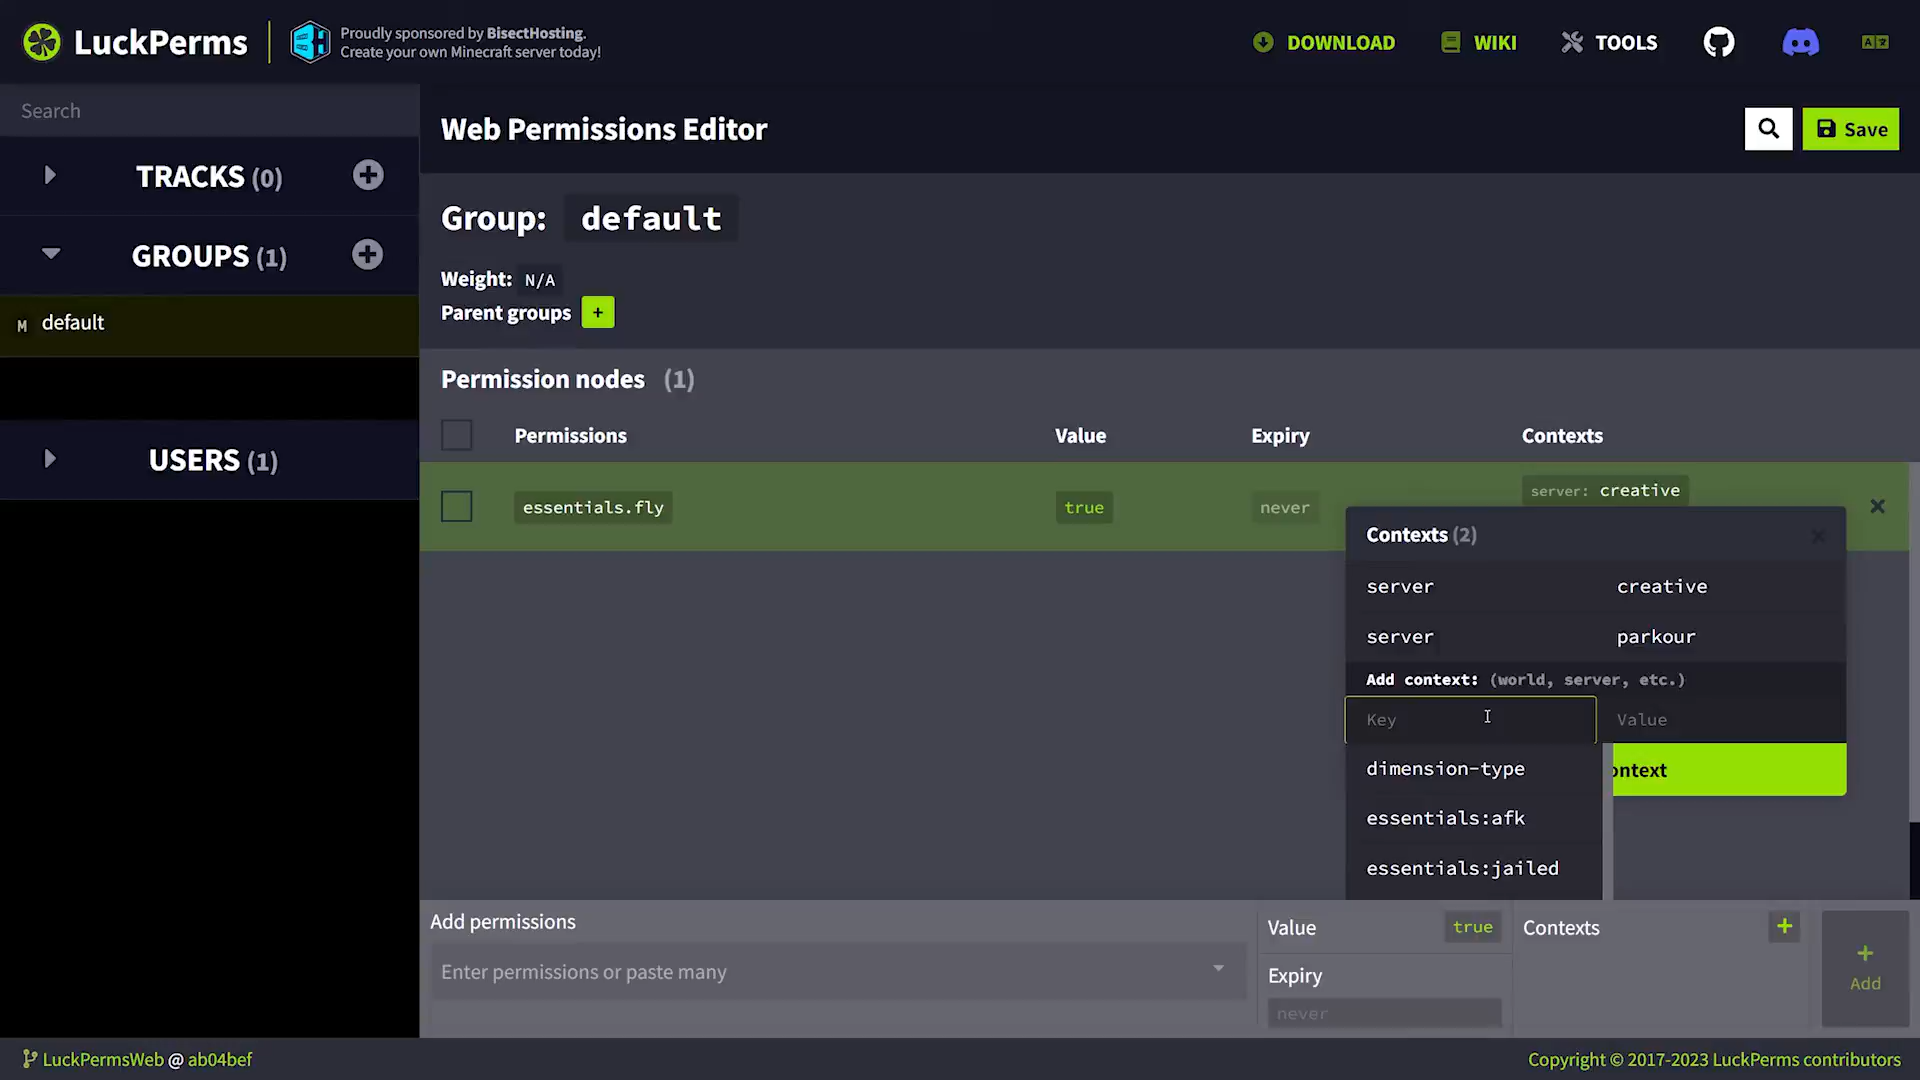 LuckPerms
Proudly sponsored by BisectHosting.
Create your own Minecraft server today!
DOWNLOAD
WIKI
TOOLS
Search
TRACKS (0)
GROUPS (1)
M default
USERS (1)
Web Permissions Editor
Save
Group: default
Weight: N/A
Parent groups +
Permission nodes (1)
Permissions Value Expiry Contexts
essentials.fly true never server: creative
Contexts (2)
server creative
server parkour
Add context: (world, server, etc.)
Key Value
ontext
dimension-type
essentials:afk
essentials:jailed
Add permissions
Enter permissions or paste many
Value true
Expiry
never
Contexts +
+
Add
LuckPermsWeb @ ab04bef
Copyright © 2017-2023 LuckPerms contributors